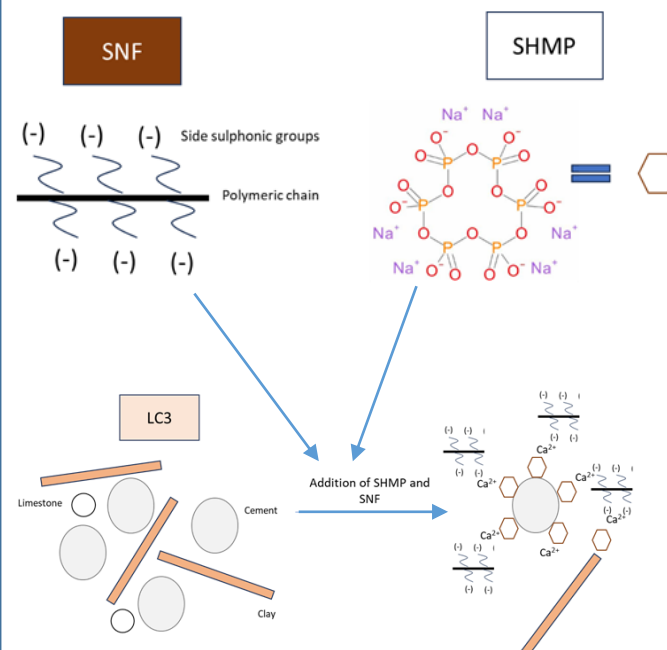 SNF
SHMP
(-) (-) (-) Side sulphonic groups
Polymeric chain
(-) (-) (-)
Na⁺ Na⁺
O⁻ O⁻
O P O P O
O O O O
O⁻ P P O⁻
Na⁺ O O Na⁺
P O P
Na⁺ O⁻ O O O⁻ Na⁺
LC3
Limestone
Cement
Clay
Addition of SHMP and
SNF
(-) (-)
(-) (-)
(-) (-)
(-) (-)
Ca²⁺
Ca²⁺
Ca²⁺
(-) (-)
(-) (-)
Ca²⁺
Ca²⁺
Ca²⁺
(-) (-)
(-) (-)